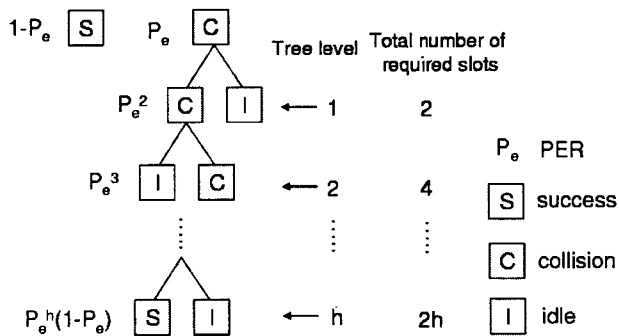 1-Pₑ S Pₑ C
Tree level
Total number of
required slots
Pₑ² C I 1 2
Pₑ PER
Pₑ³ I C 2 4
S success
C collision
Pₑʰ(1-Pₑ) S I h 2h
I idle